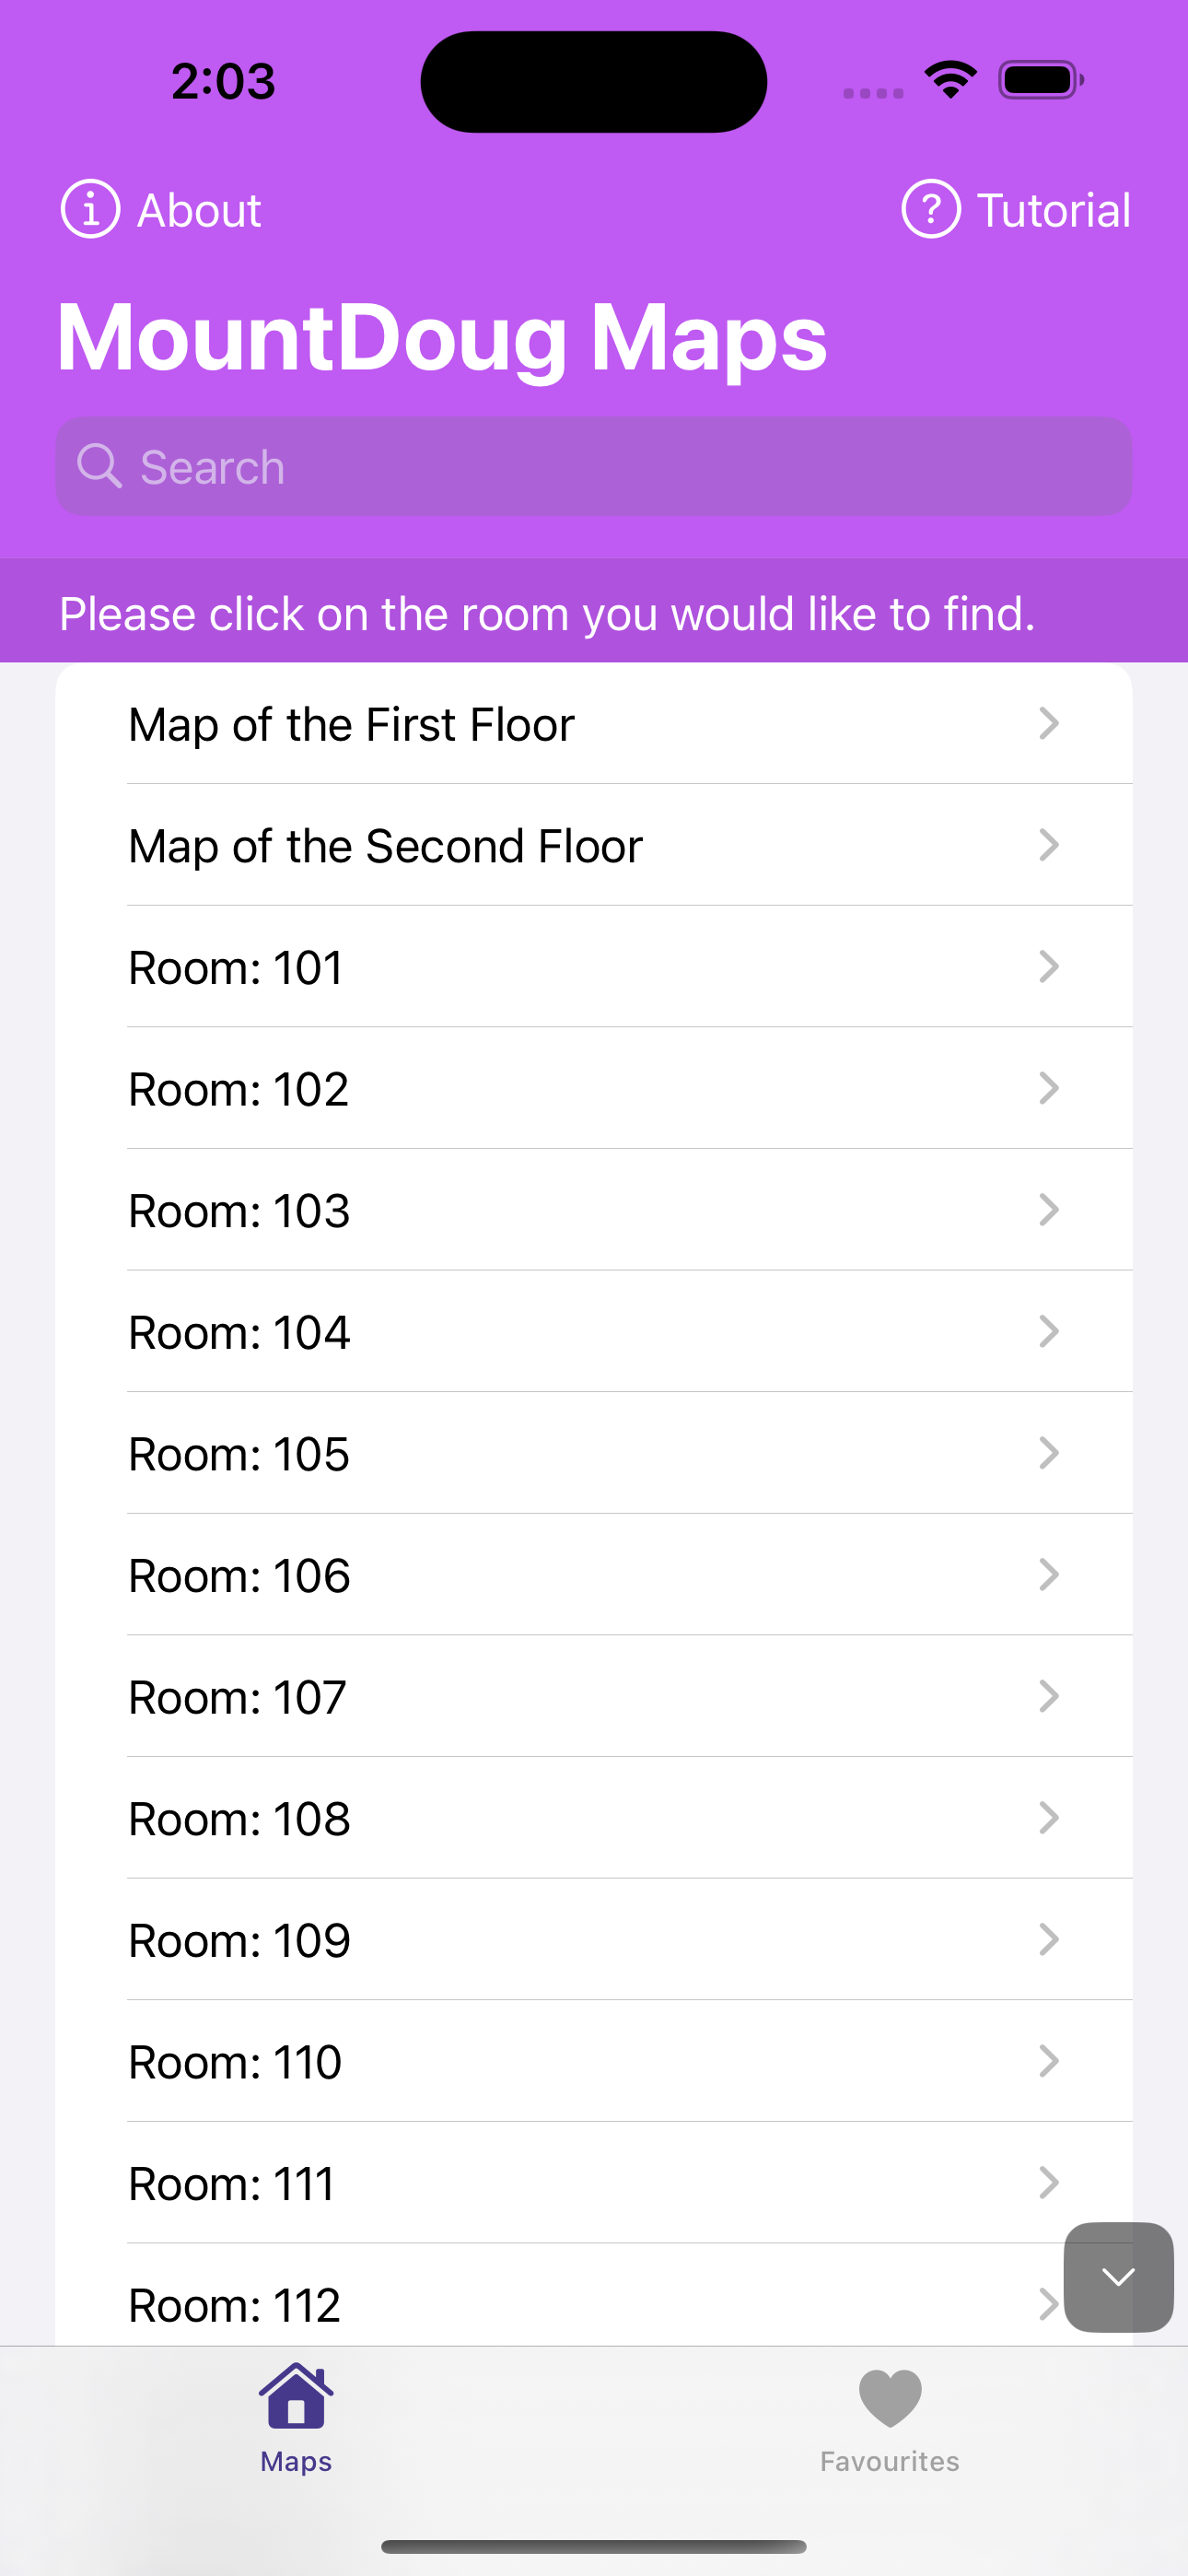 2:03
About
Tutorial
MountDoug Maps
Search
Please click on the room you would like to find.
Map of the First Floor
Map of the Second Floor
Room: 101
Room: 102
Room: 103
Room: 104
Room: 105
Room: 106
Room: 107
Room: 108
Room: 109
Room: 110
Room: 111
Room: 112
Maps
Favourites